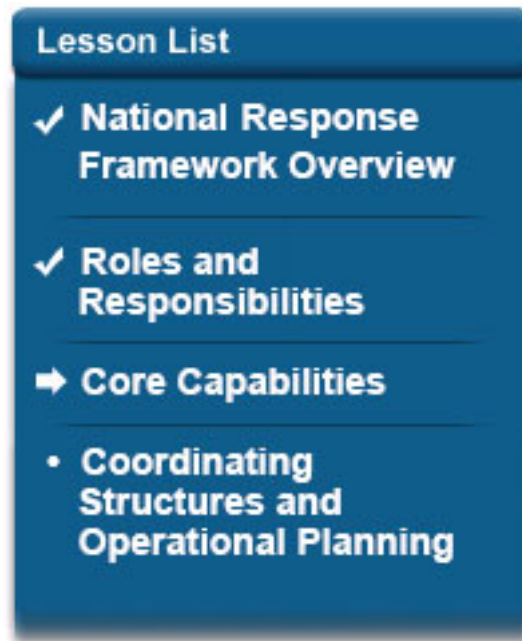 Lesson List
✓ National Response
Framework Overview
✓ Roles and
Responsibilities
➡ Core Capabilities
• Coordinating
Structures and
Operational Planning